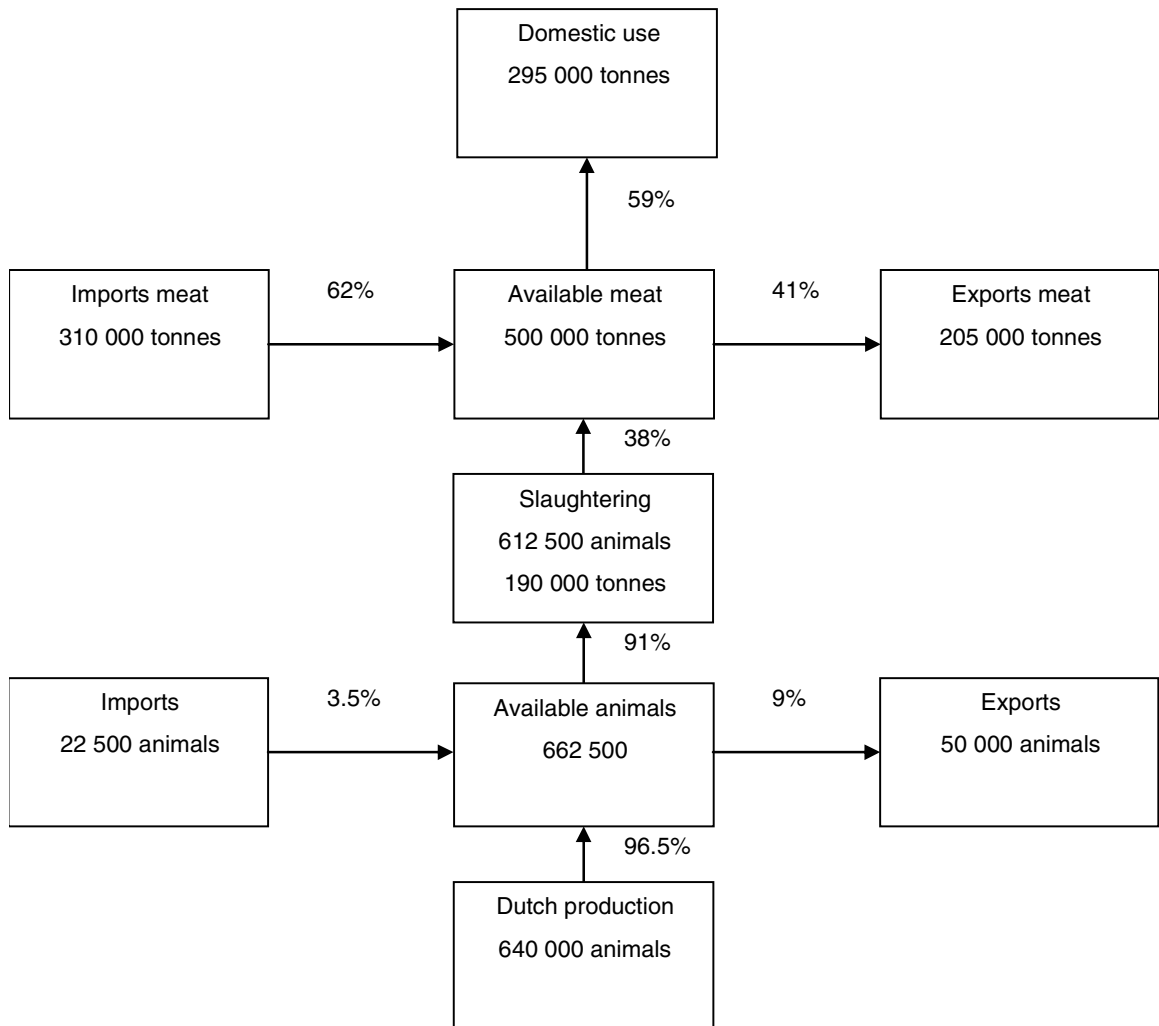 Domestic use
295 000 tonnes
59%
Imports meat
310 000 tonnes
62%
Available meat
500 000 tonnes
41%
Exports meat
205 000 tonnes
38%
Slaughtering
612 500 animals
190 000 tonnes
91%
Imports
22 500 animals
3.5%
Available animals
662 500
9%
Exports
50 000 animals
96.5%
Dutch production
640 000 animals